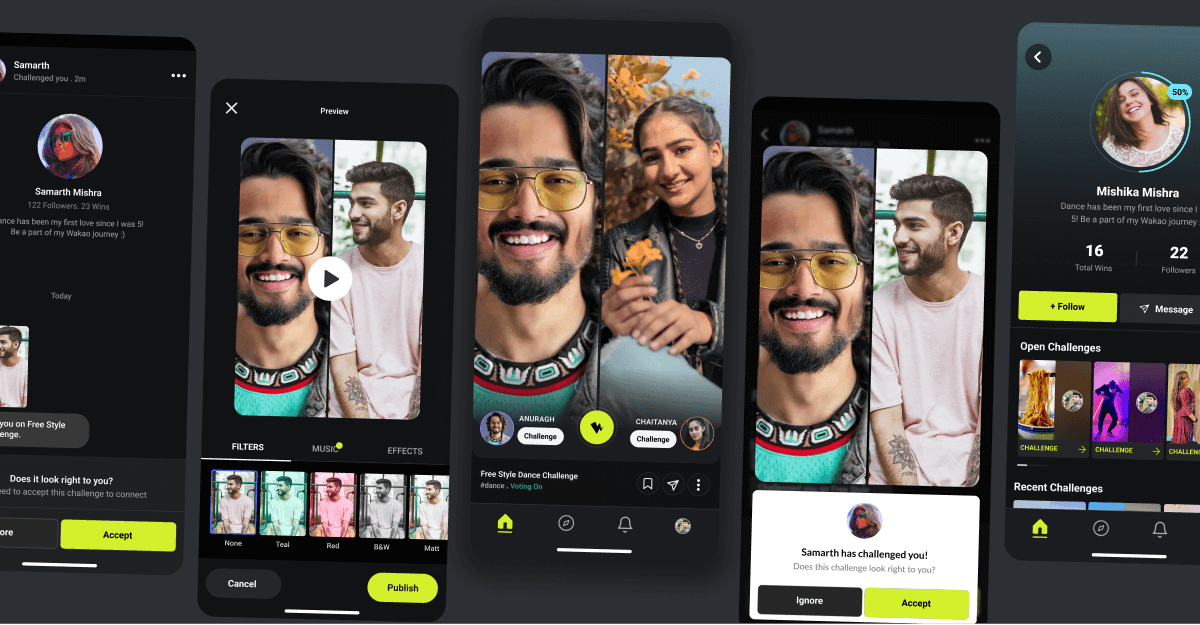 Samarth
Challenged you . 2m
Samarth Mishra
122 Followers. 23 Wins
ance has been my first love since I was 5!
Be a part of my Wakao journey :)
Today
you on Free Style
enge.
Does it look right to you?
eed to accept this challenge to connect
ore
Accept
Preview
FILTERS
MUSIC
EFFECTS
None
Teal
Red
B&W
Matt
Cancel
Publish
ANURAGH
Challenge
CHAITANYA
Challenge
Free Style Dance Challenge
#dance . Voting On
Samarth
Samarth has challenged you!
Does this challenge look right to you?
Ignore
Accept
50%
Mishika Mishra
Dance has been my first love since I
5! Be a part of my Wakao journey
16
Total Wins
22
Followers
+ Follow
Message
Open Challenges
CHALLENGE
CHALLENGE
CHALLENG
Recent Challenges